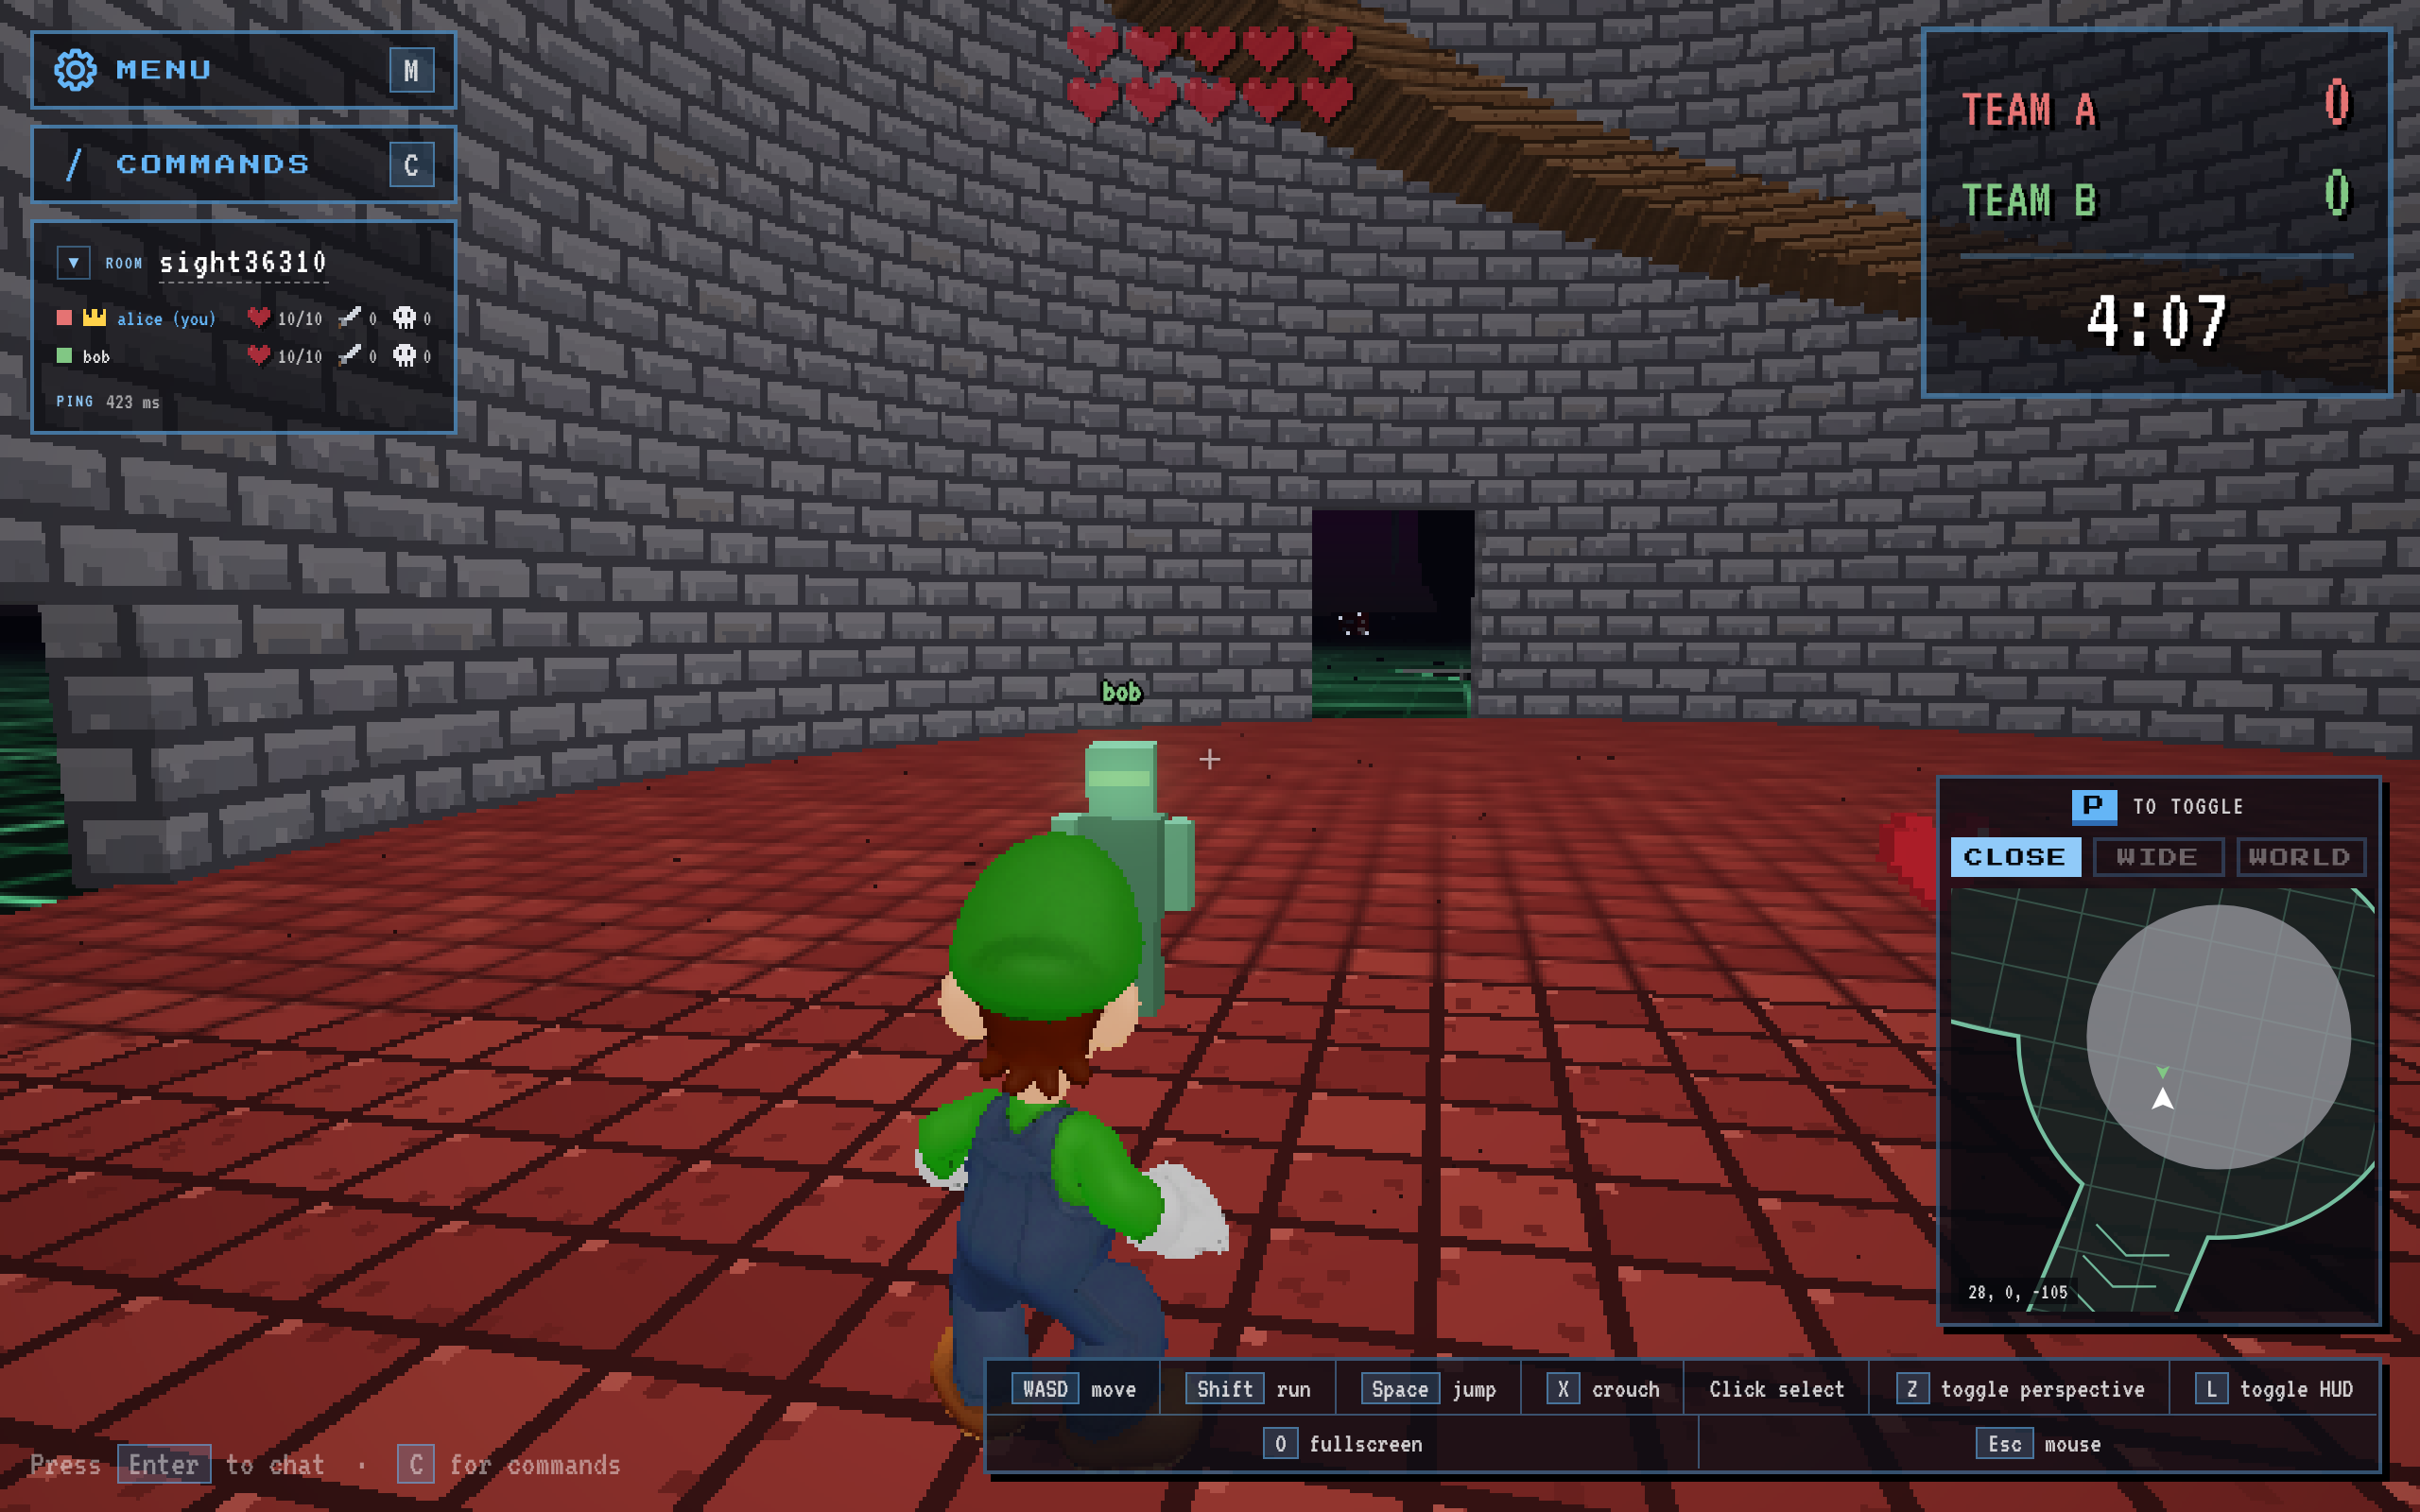 MENU M
/ COMMANDS C
ROOM sight36310
alice (you) 10/10 0 0
bob 10/10 0 0
PING 423 ms
TEAM A 0
TEAM B 0
4:07
bob
P TO TOGGLE
CLOSE WIDE WORLD
28, 0, -105
WASD move Shift run Space jump X crouch Click select Z toggle perspective L toggle HUD
O fullscreen Esc mouse
Press Enter to chat · C for commands